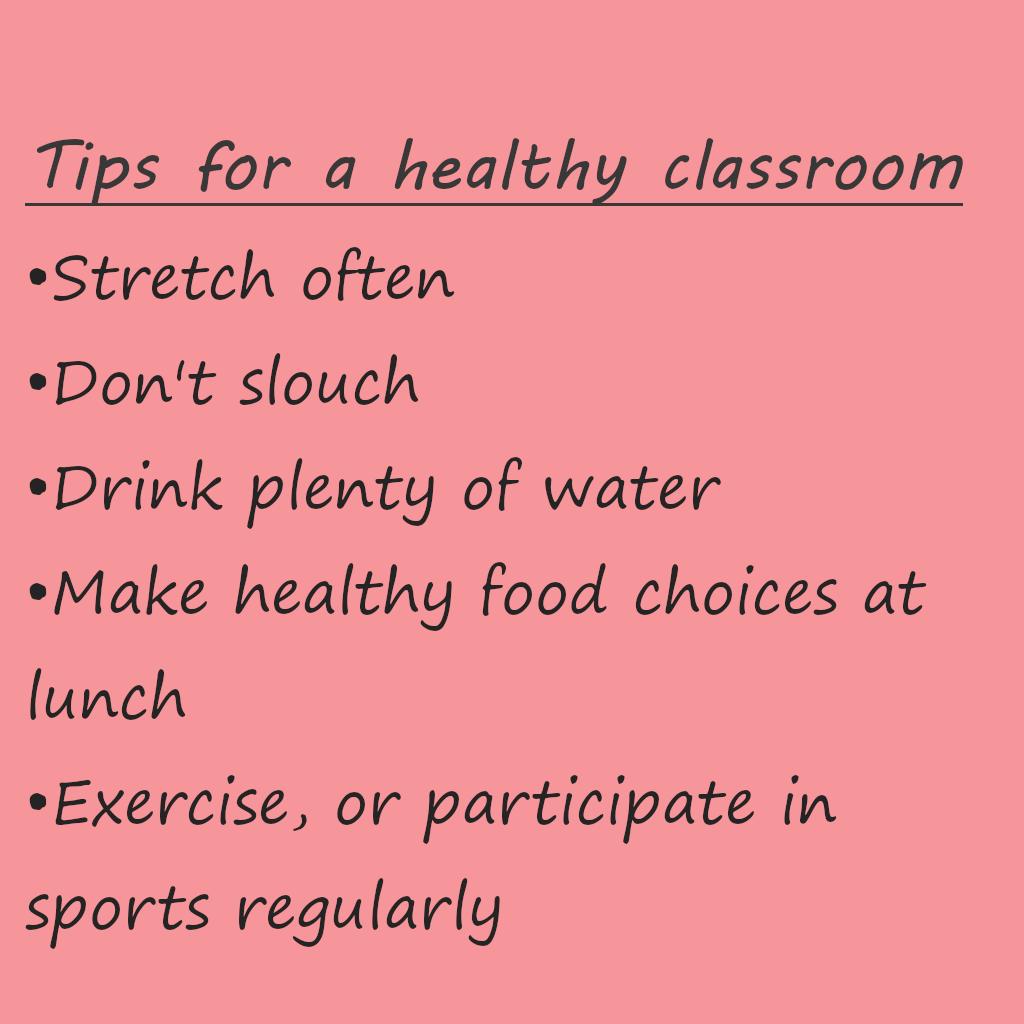 Tips for a healthy classroom
•Stretch often
•Don't slouch
•Drink plenty of water
•Make healthy food choices at
lunch
•Exercise, or participate in
sports regularly